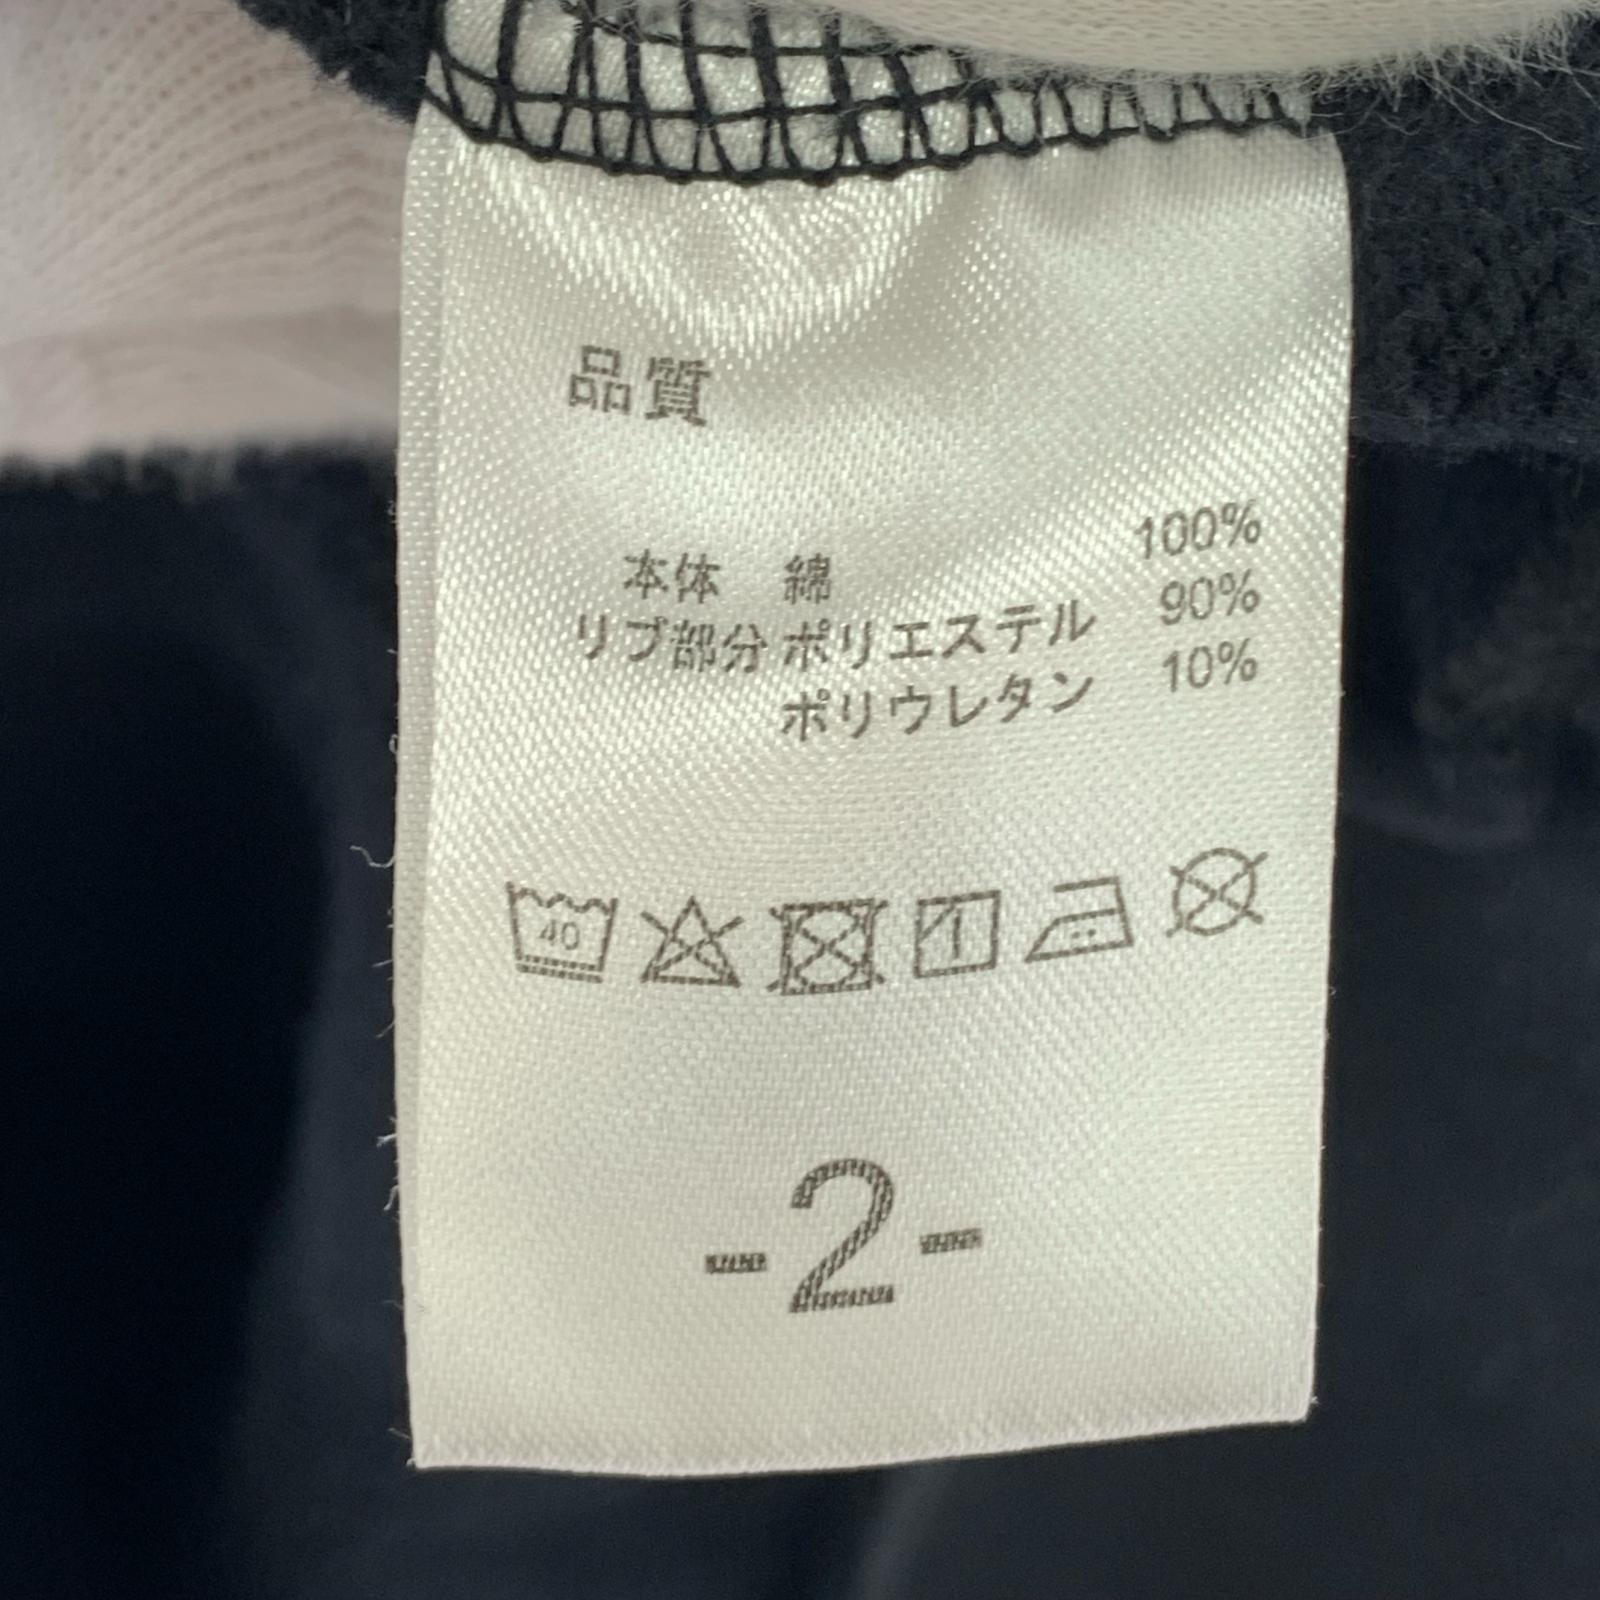 品質
本体 綿 100%
リブ部分 ポリエステル 90%
ポリウレタン 10%
40
-2-